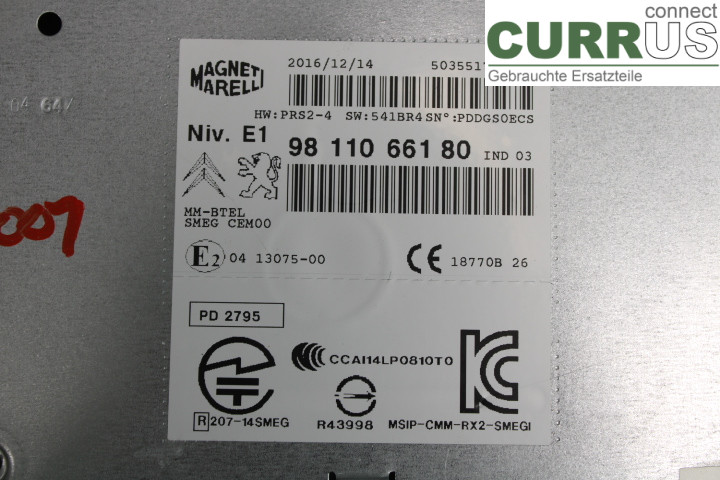 connect
CURRUS
Gebrauchte Ersatzteile
MAGNETI
MARELLI
2016/12/14
HW:PRS2-4 SW:541BR4 SN°:PDDGS0ECS
Niv. E1
98 110 661 80 IND 03
MM-BTEL
SMEG CEM00
E2 04 13075-00
CE 18770B 26
PD 2795
CCAI14LP0810T0
R 207-14SMEG
R43998
MSIP-CMM-RX2-SMEGI